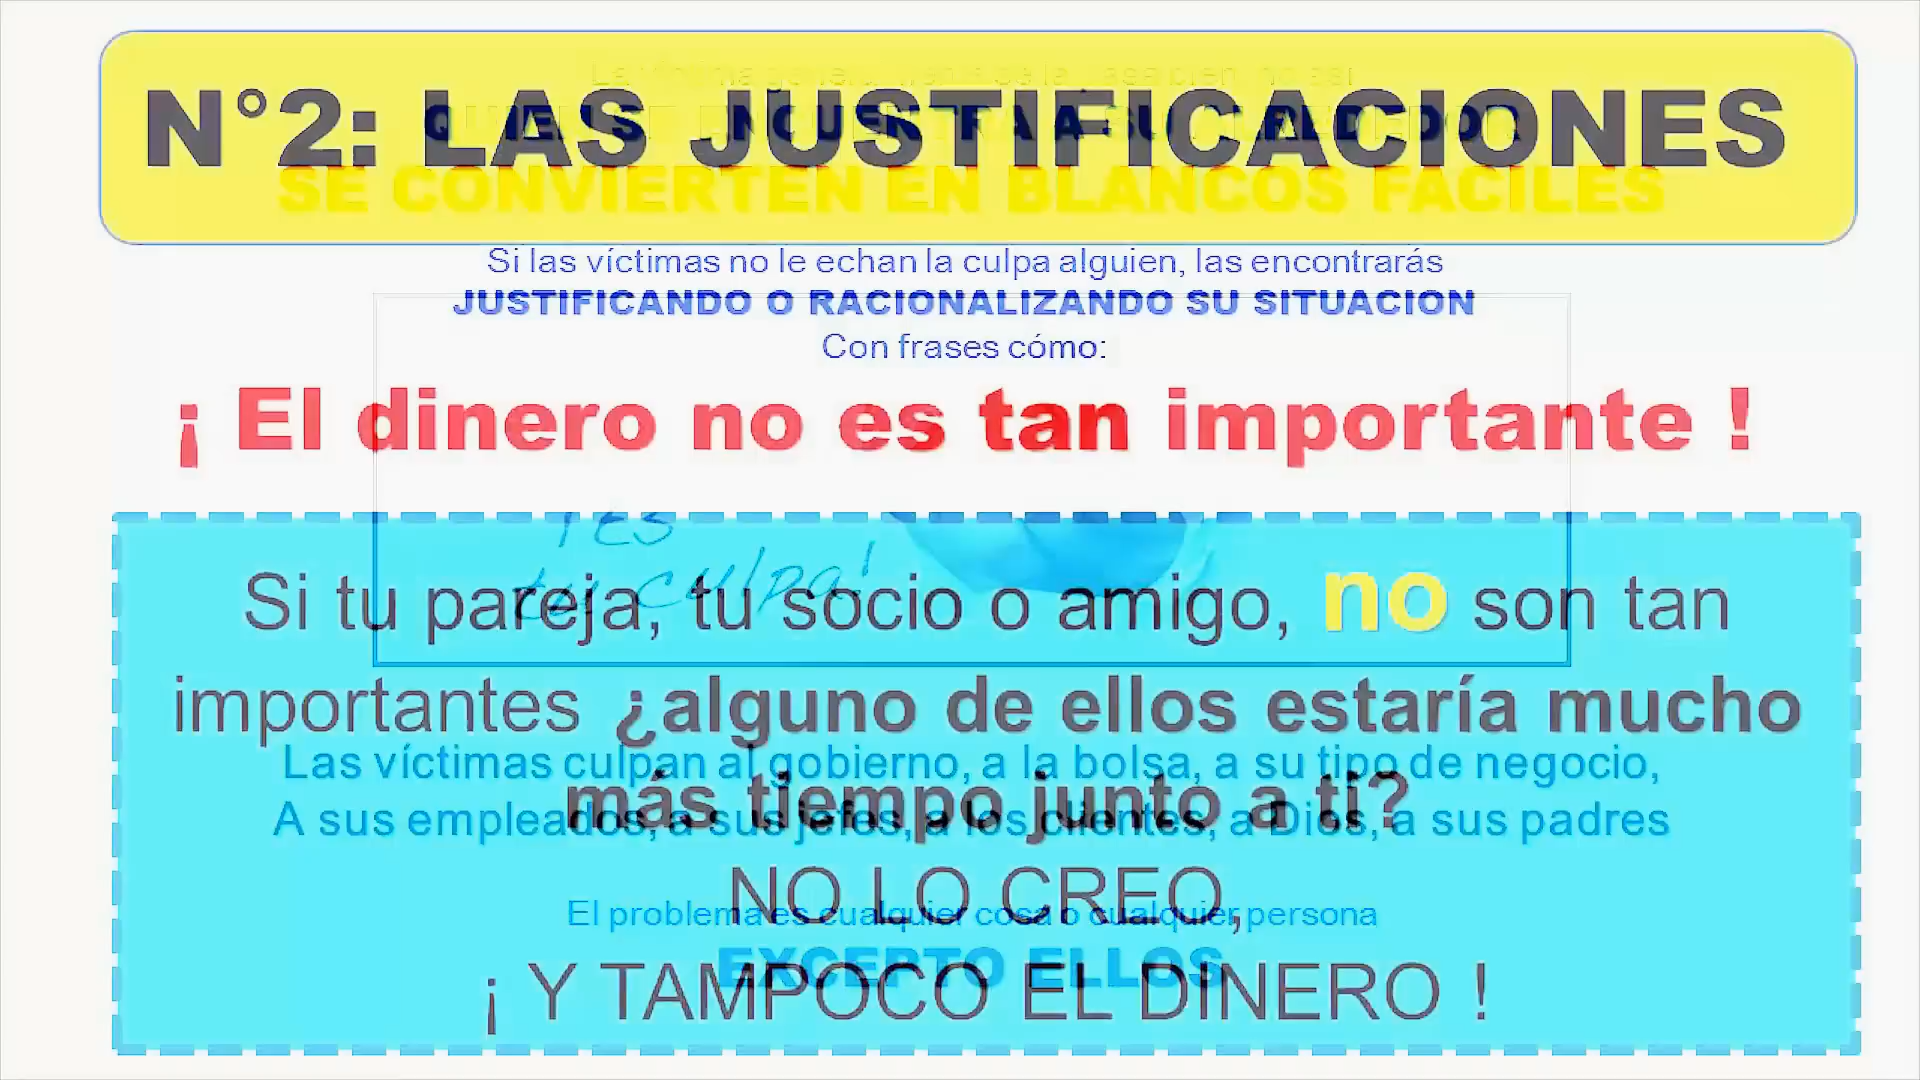 N°2: LAS JUSTIFICACIONES
SE CONVIERTEN EN BLANCOS FACILES
Si las víctimas no le echan la culpa alguien, las encontrarás
JUSTIFICANDO O RACIONALIZANDO SU SITUACION
Con frases cómo:
¡ El dinero no es tan importante !
¡ES
tu culpa!
Si tu pareja, tu socio o amigo, no son tan
importantes ¿alguno de ellos estaría mucho
más tiempo junto a ti?
Las víctimas culpan al gobierno, a la bolsa, a su tipo de negocio,
A sus empleados, a sus jefes, a los clientes, a Dios, a sus padres
NO LO CREO,
El problema es cualquier cosa o cualquier persona
EXCEPTO ELLOS
¡ Y TAMPOCO EL DINERO !